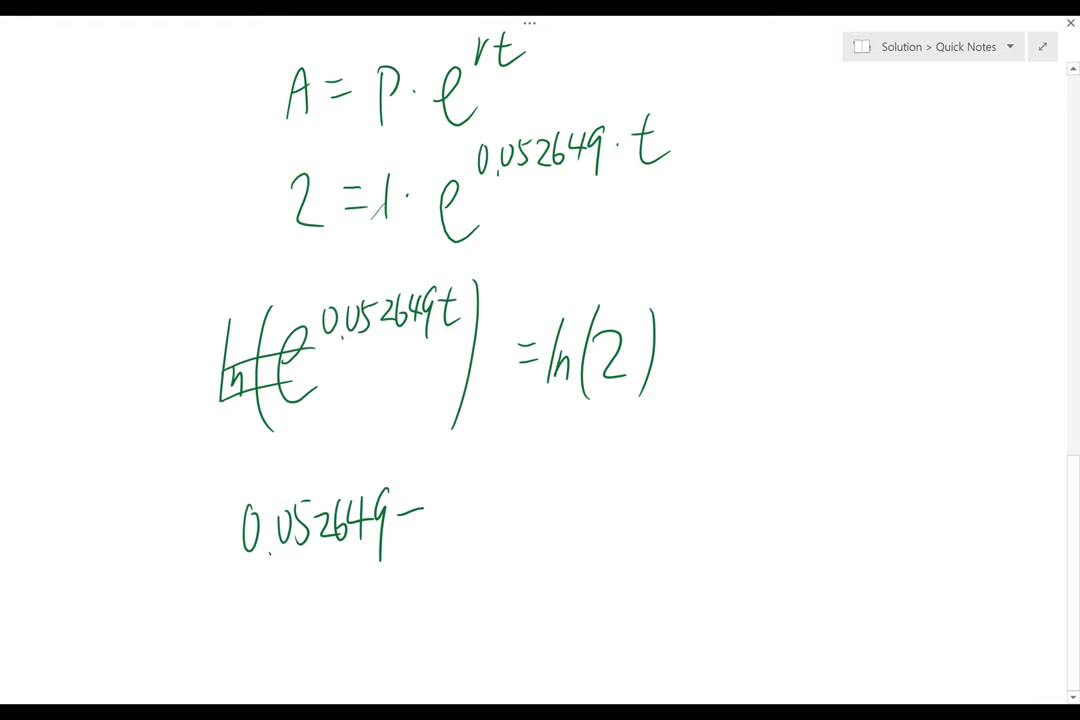 Solution > Quick Notes
A = P · e^rt
2 = 1 · e^0.052649 · t
ln(e^0.052649t) = ln(2)
0.052649 –